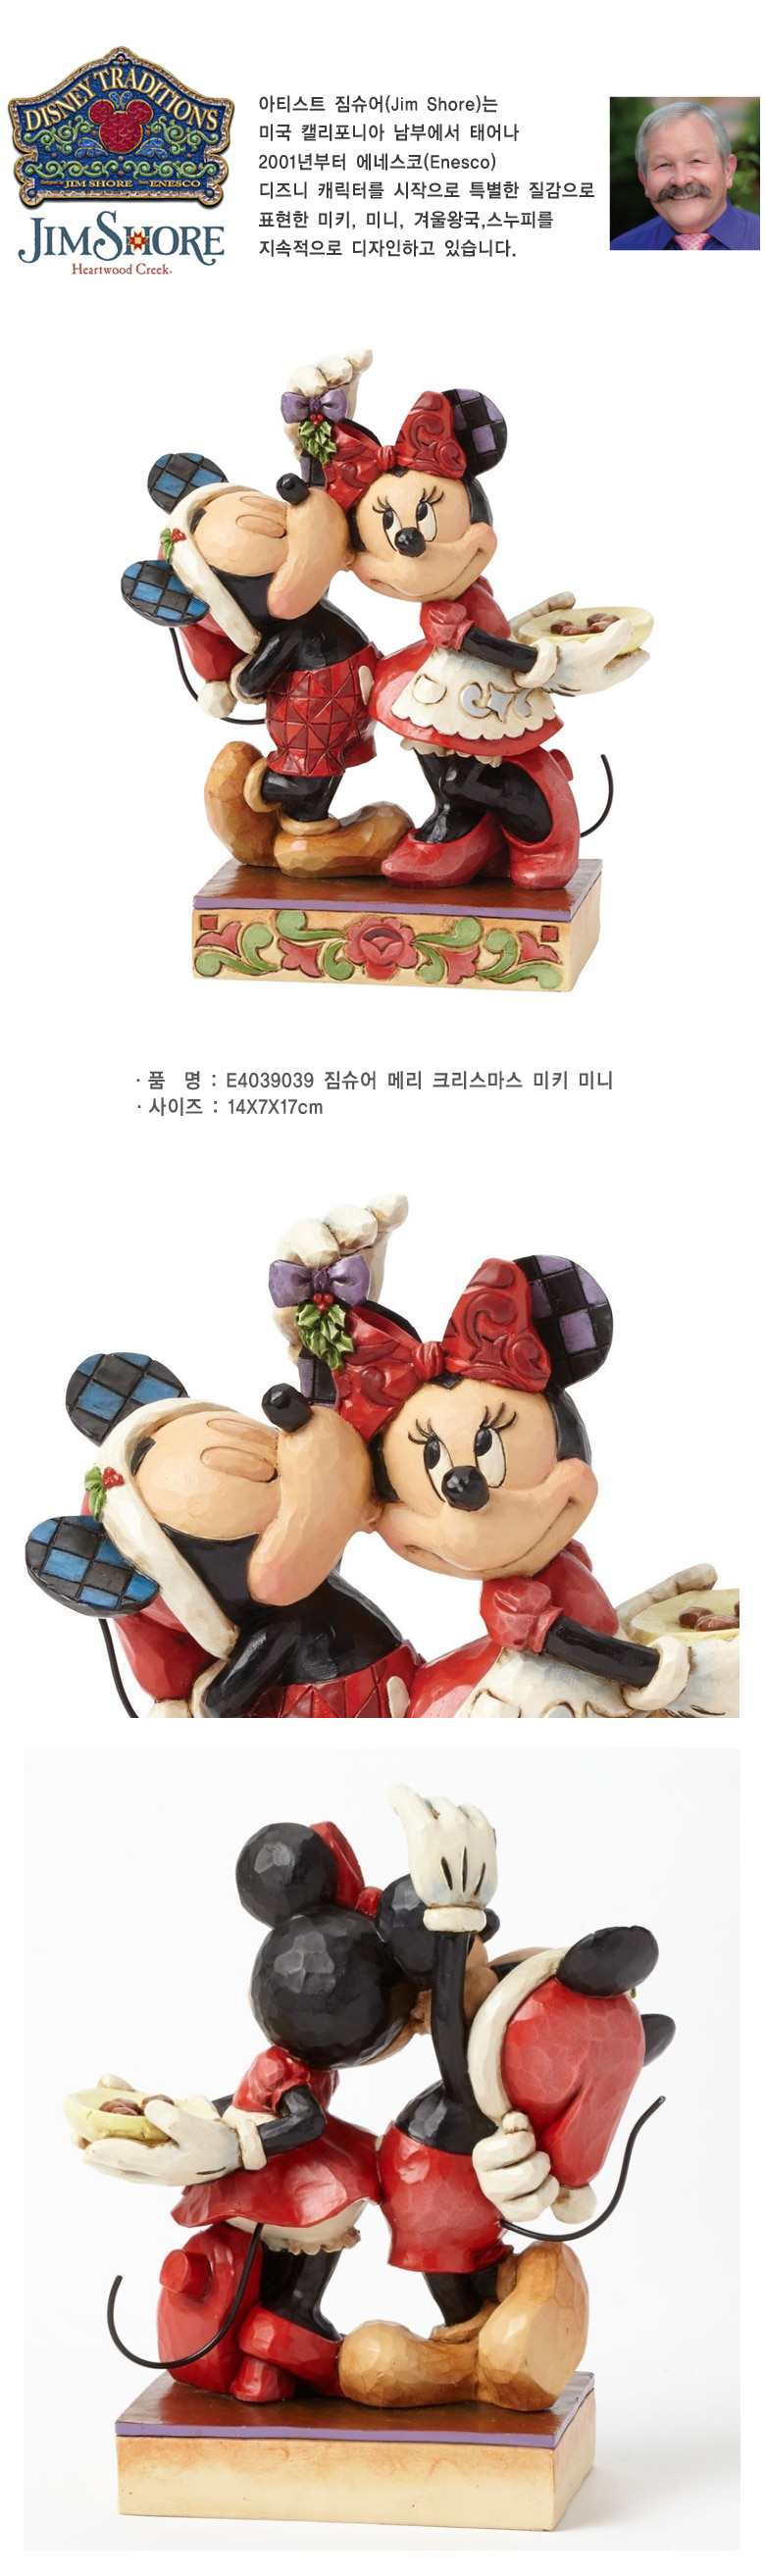 DISNEY TRADITIONS
JIM SHORE
ENESCO
JIM SHORE
Heartwood Creek
아티스트 짐슈어(Jim Shore)는
미국 캘리포니아 남부에서 태어나
2001년부터 에네스코(Enesco)
디즈니 캐릭터를 시작으로 특별한 질감으로
표현한 미키, 미니, 겨울왕국,스누피를
지속적으로 디자인하고 있습니다.
· 품 명 : E4039039 짐슈어 메리 크리스마스 미키 미니
· 사이즈 : 14X7X17cm